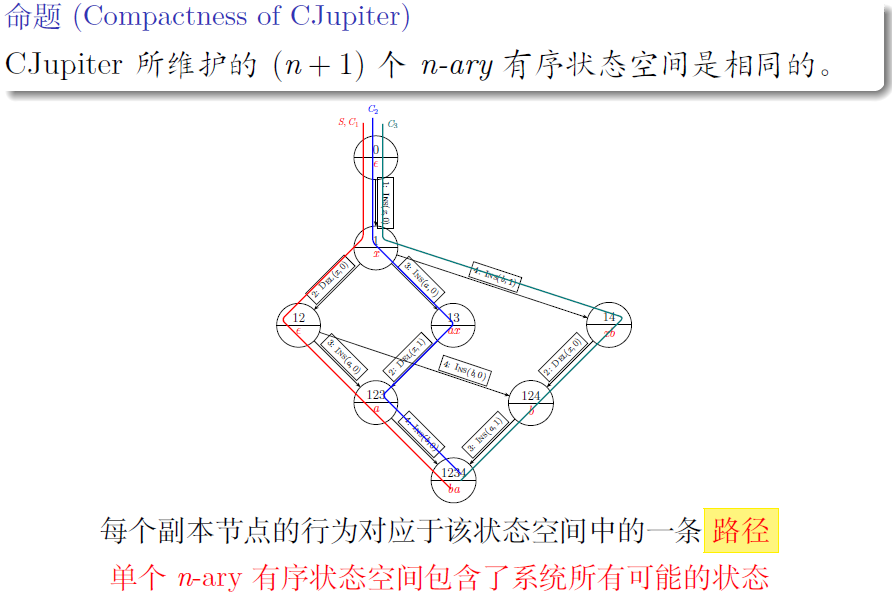 命题 (Compactness of CJupiter)
CJupiter 所维护的 (n + 1) 个 n-ary 有序状态空间是相同的。
C₂
S, C₁
C₃
0
ϵ
1: Ins(x, 0)
1
x
2: Del(x, 0)
3: Ins(a, 0)
4: Ins(b, 1)
12
ϵ
13
ax
14
xb
3: Ins(a, 0)
2: Del(x, 1)
4: Ins(b, 0)
2: Del(x, 0)
123
a
124
b
4: Ins(b, 0)
3: Ins(a, 1)
1234
ba
每个副本节点的行为对应于该状态空间中的一条 路径
单个 n-ary 有序状态空间包含了系统所有可能的状态